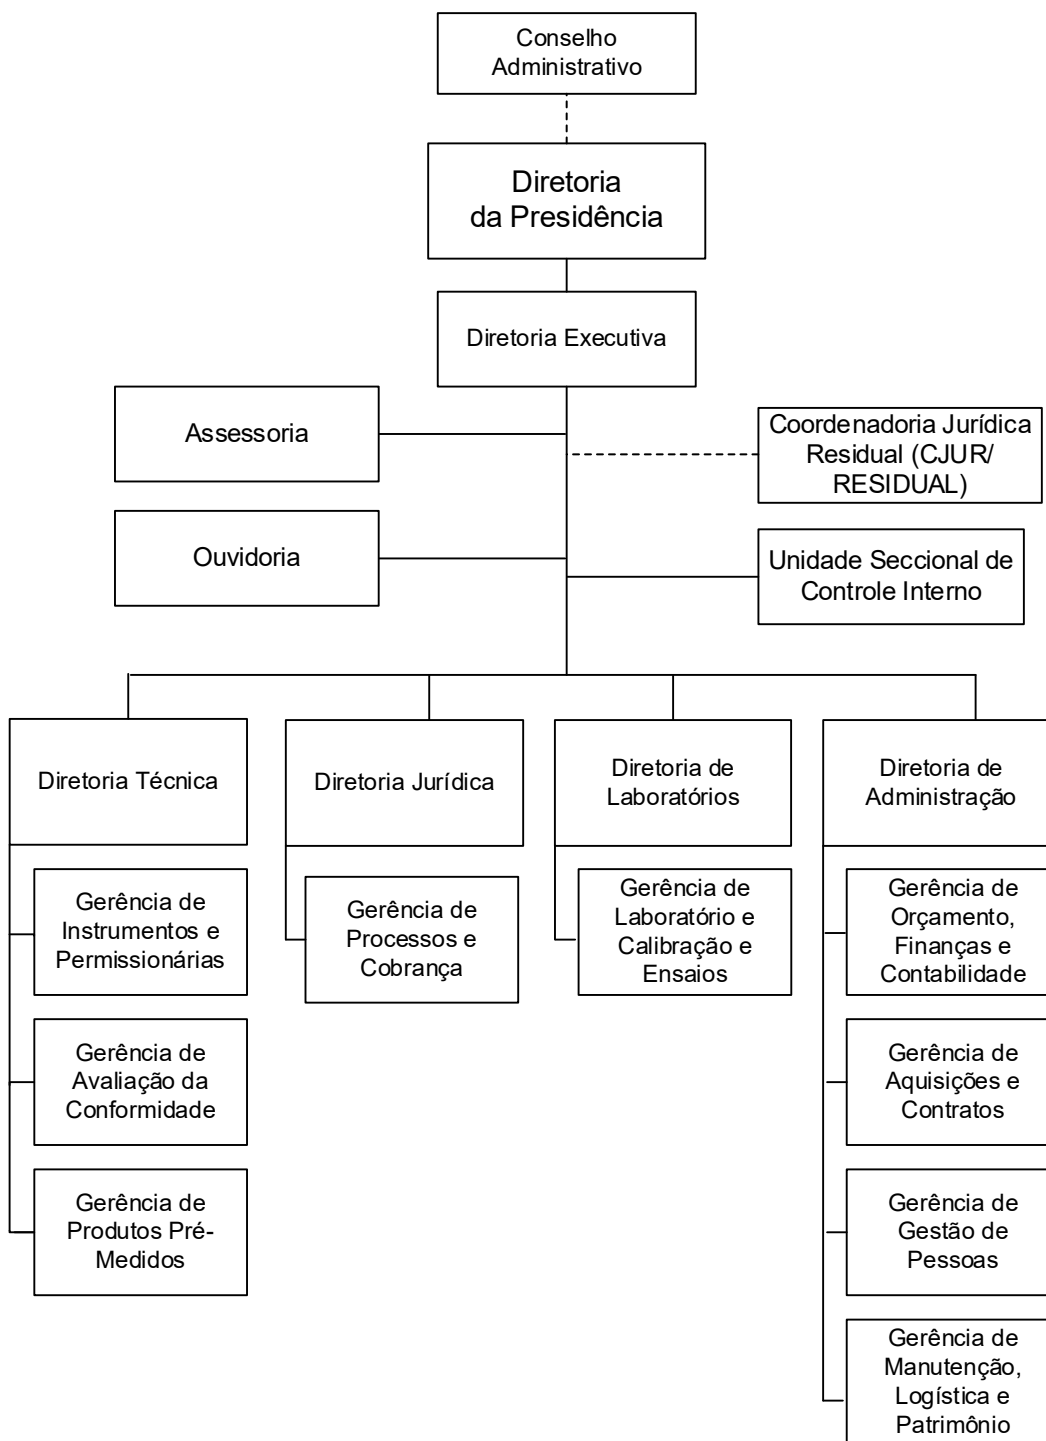 Conselho
Administrativo
Diretoria
da Presidência
Diretoria Executiva
Assessoria
Coordenadoria Jurídica
Residual (CJUR/
RESIDUAL)
Ouvidoria
Unidade Seccional de
Controle Interno
Diretoria Técnica
Diretoria Jurídica
Diretoria de
Laboratórios
Diretoria de
Administração
Gerência de
Instrumentos e
Permissionárias
Gerência de
Processos e
Cobrança
Gerência de
Laboratório e
Calibração e
Ensaios
Gerência de
Orçamento,
Finanças e
Contabilidade
Gerência de
Avaliação da
Conformidade
Gerência de
Aquisições e
Contratos
Gerência de
Produtos Pré-
Medidos
Gerência de
Gestão de
Pessoas
Gerência de
Manutenção,
Logística e
Patrimônio